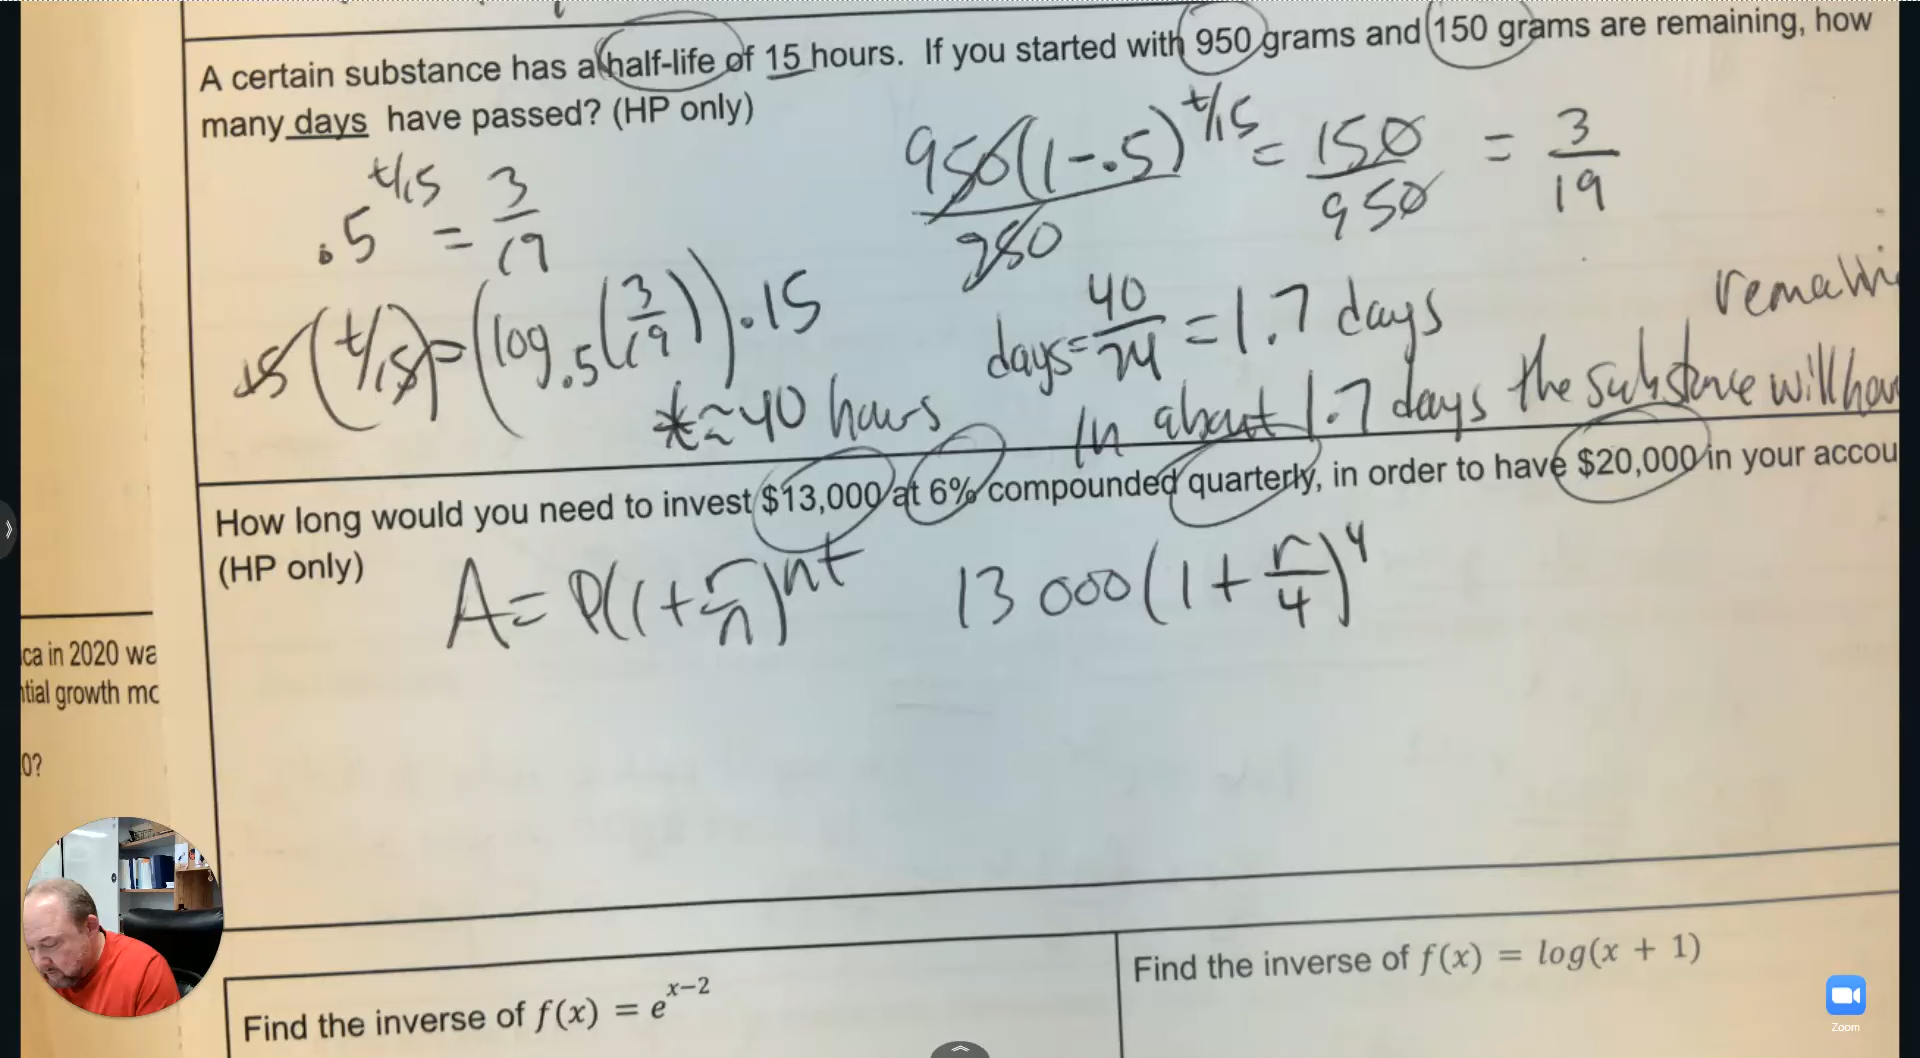 A certain substance has a half-life of 15 hours. If you started with 950 grams and 150 grams are remaining, how
many days have passed? (HP only)
950(1-.5)^t/15 / 950 = 150/950 = 3/19
.5^t/15 = 3/19
15(t/15) = (log.5(3/19)).15
t ≈ 40 hours
days = 40/24 = 1.7 days
In about 1.7 days the substance will have
How long would you need to invest $13,000 at 6% compounded quarterly, in order to have $20,000 in your accou
(HP only)
A = P(1+r/n)^nt
13 000(1+r/4)^4
ca in 2020 wa
tial growth mo
0?
Find the inverse of f(x) = e^x-2
Find the inverse of f(x) = log(x + 1)
Zoom